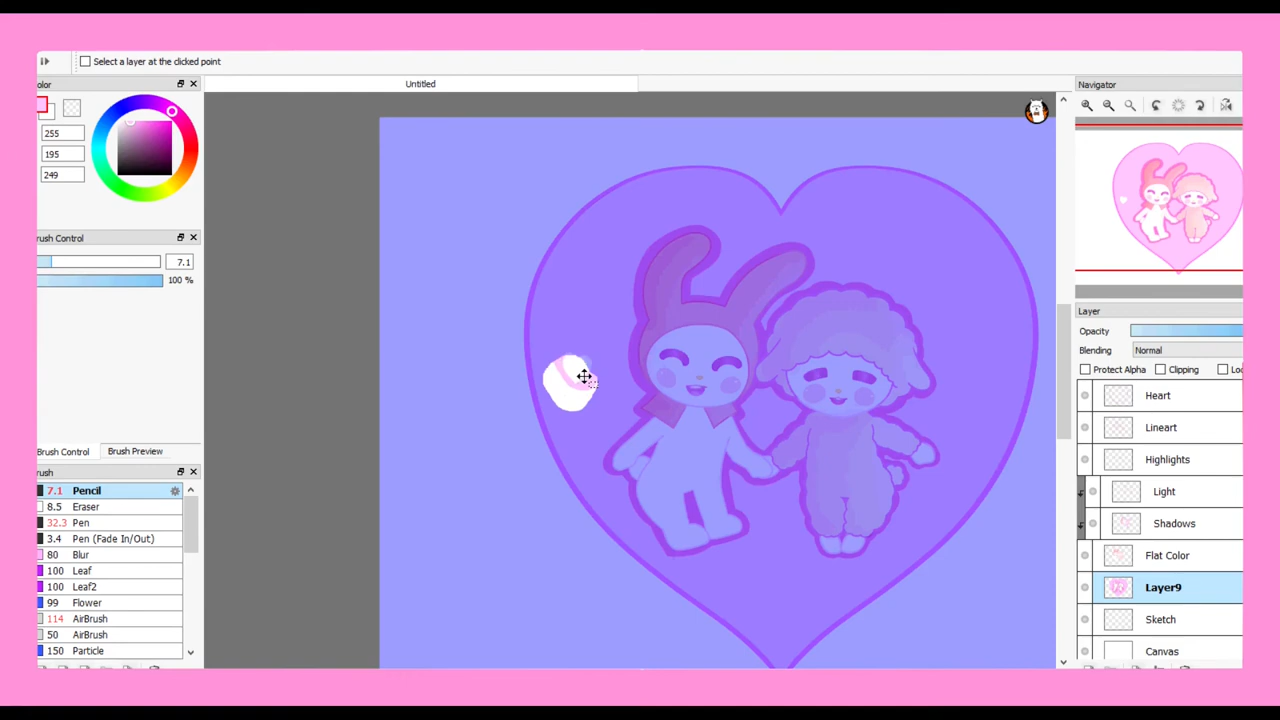 Select a layer at the clicked point
olor
Untitled
Navigator
255
195
249
rush Control
7.1
100 %
Layer
Opacity
Blending Normal
Protect Alpha Clipping Loc
Heart
Lineart
Highlights
Light
Shadows
Flat Color
Layer9
Sketch
Canvas
Brush Control Brush Preview
rush
7.1 Pencil
8.5 Eraser
32.3 Pen
3.4 Pen (Fade In/Out)
80 Blur
100 Leaf
100 Leaf2
99 Flower
114 AirBrush
50 AirBrush
150 Particle